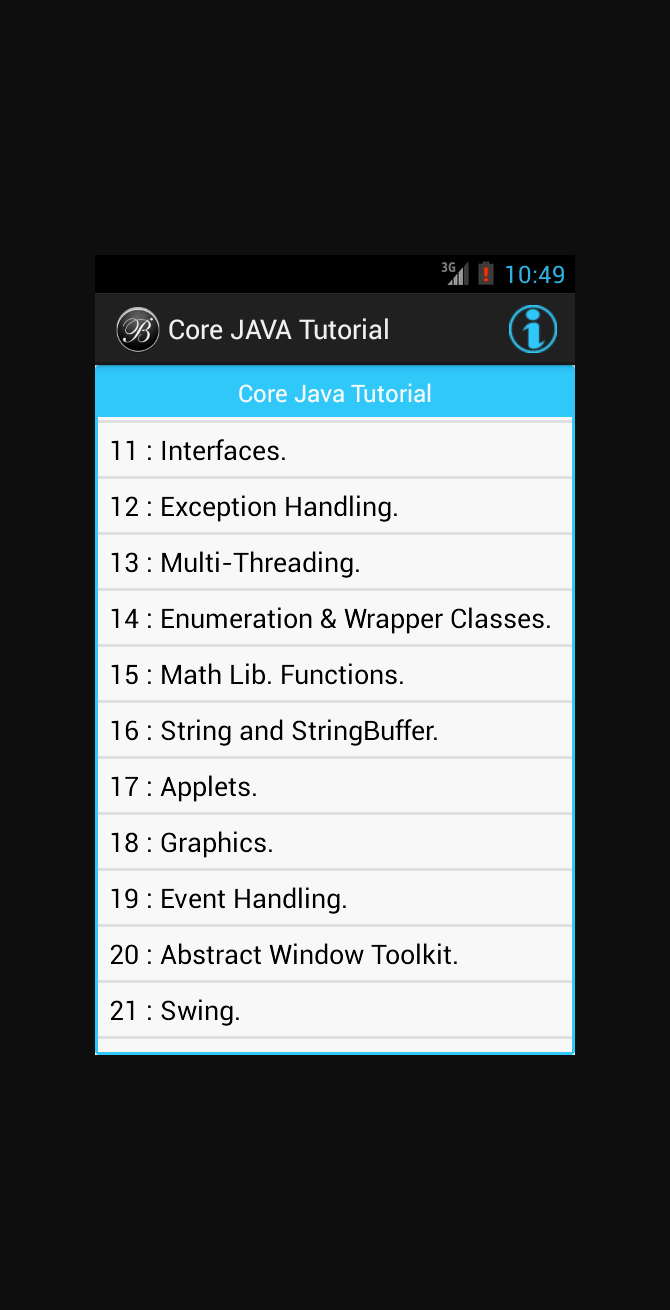 3G 10:49
B Core JAVA Tutorial
Core Java Tutorial
11 : Interfaces.
12 : Exception Handling.
13 : Multi-Threading.
14 : Enumeration & Wrapper Classes.
15 : Math Lib. Functions.
16 : String and StringBuffer.
17 : Applets.
18 : Graphics.
19 : Event Handling.
20 : Abstract Window Toolkit.
21 : Swing.